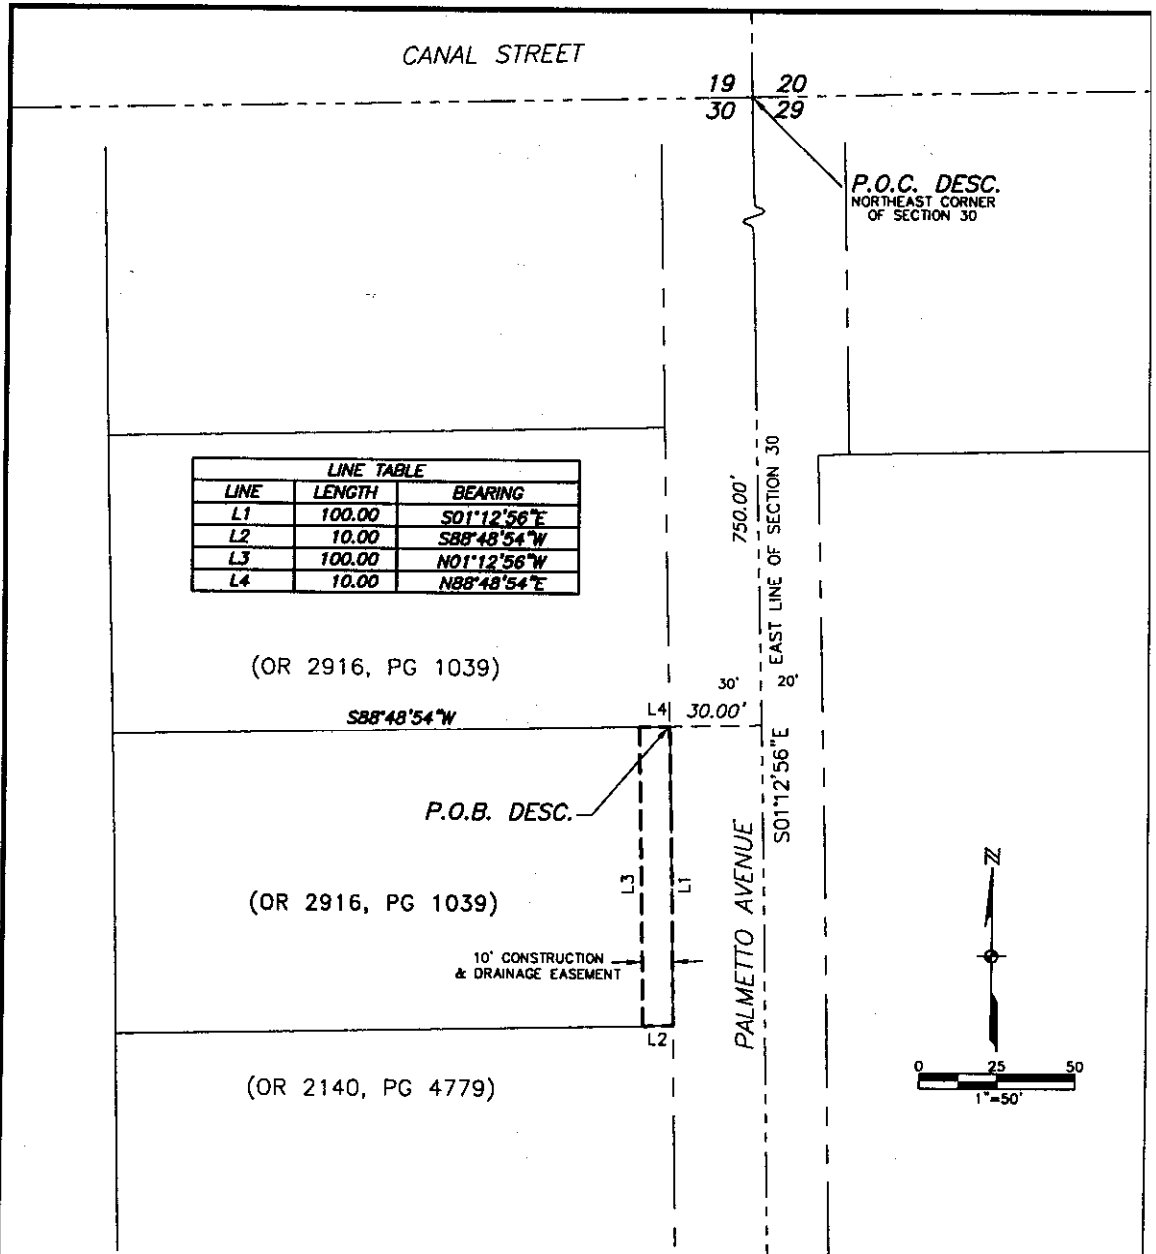 CANAL STREET
19 20
30 29
P.O.C. DESC.
NORTHEAST CORNER
OF SECTION 30
LINE TABLE
LINE LENGTH BEARING
L1 100.00 S01°12'56"E
L2 10.00 S88°48'54"W
L3 100.00 N01°12'56"W
L4 10.00 N88°48'54"E
750.00'
EAST LINE OF SECTION 30
(OR 2916, PG 1039)
30' 20'
S88°48'54"W
L4 30.00'
S01°12'56"E
P.O.B. DESC.
PALMETTO AVENUE
L3
L1
(OR 2916, PG 1039)
10' CONSTRUCTION
& DRAINAGE EASEMENT
L2
N
(OR 2140, PG 4779)
0 25 50
1"=50'